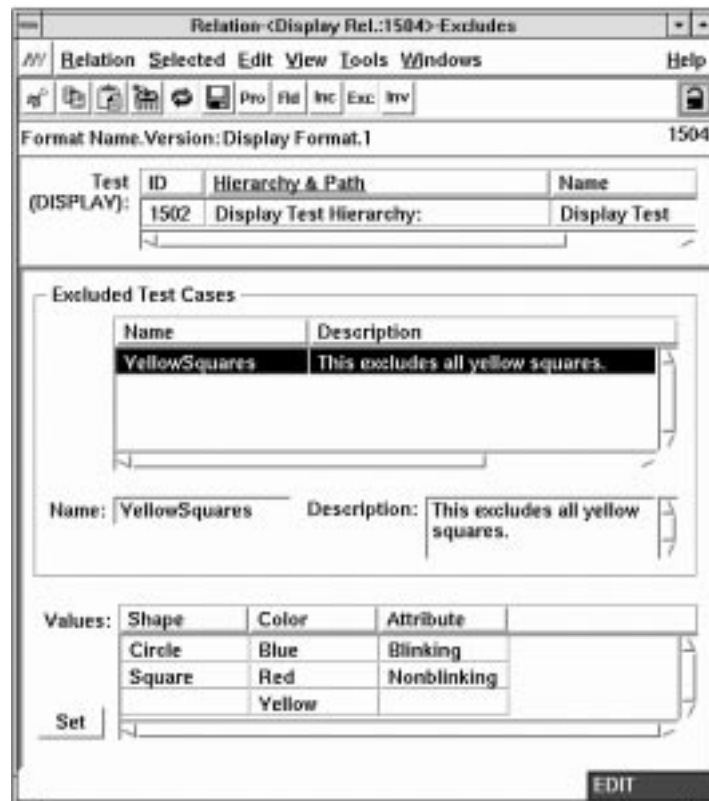 Relation-<Display Rel.:1504>-Excludes
Relation Selected Edit View Tools Windows Help
Pro Fld Inc Exc Inv
Format Name.Version: Display Format.1 1504
Test (DISPLAY): ID Hierarchy & Path Name
1502 Display Test Hierarchy: Display Test
Excluded Test Cases
Name Description
YellowSquares This excludes all yellow squares.
Name: YellowSquares Description: This excludes all yellow
squares.
Values: Shape Color Attribute
Circle Blue Blinking
Square Red Nonblinking
Yellow
Set
EDIT